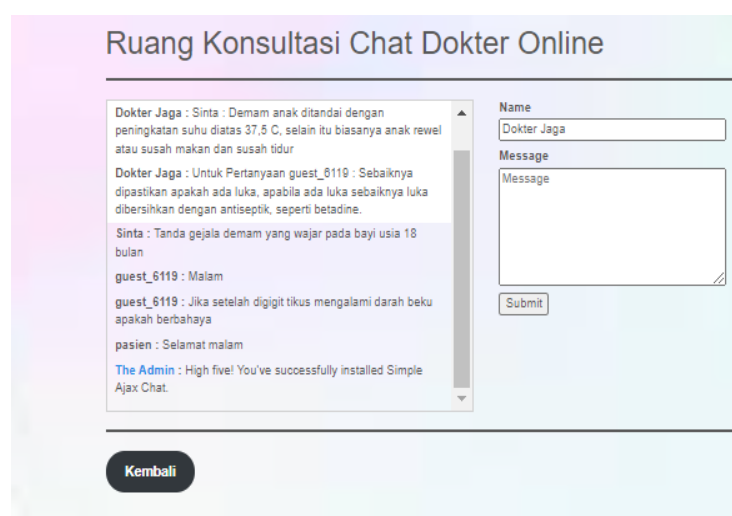 Ruang Konsultasi Chat Dokter Online
Dokter Jaga : Sinta : Demam anak ditandai dengan
peningkatan suhu diatas 37,5 C, selain itu biasanya anak rewel
atau susah makan dan susah tidur
Dokter Jaga : Untuk Pertanyaan guest_6119 : Sebaiknya
dipastikan apakah ada luka, apabila ada luka sebaiknya luka
dibersihkan dengan antiseptik, seperti betadine.
Sinta : Tanda gejala demam yang wajar pada bayi usia 18
bulan
guest_6119 : Malam
guest_6119 : Jika setelah digigit tikus mengalami darah beku
apakah berbahaya
pasien : Selamat malam
The Admin : High five! You've successfully installed Simple
Ajax Chat.
Name
Dokter Jaga
Message
Message
Submit
Kembali